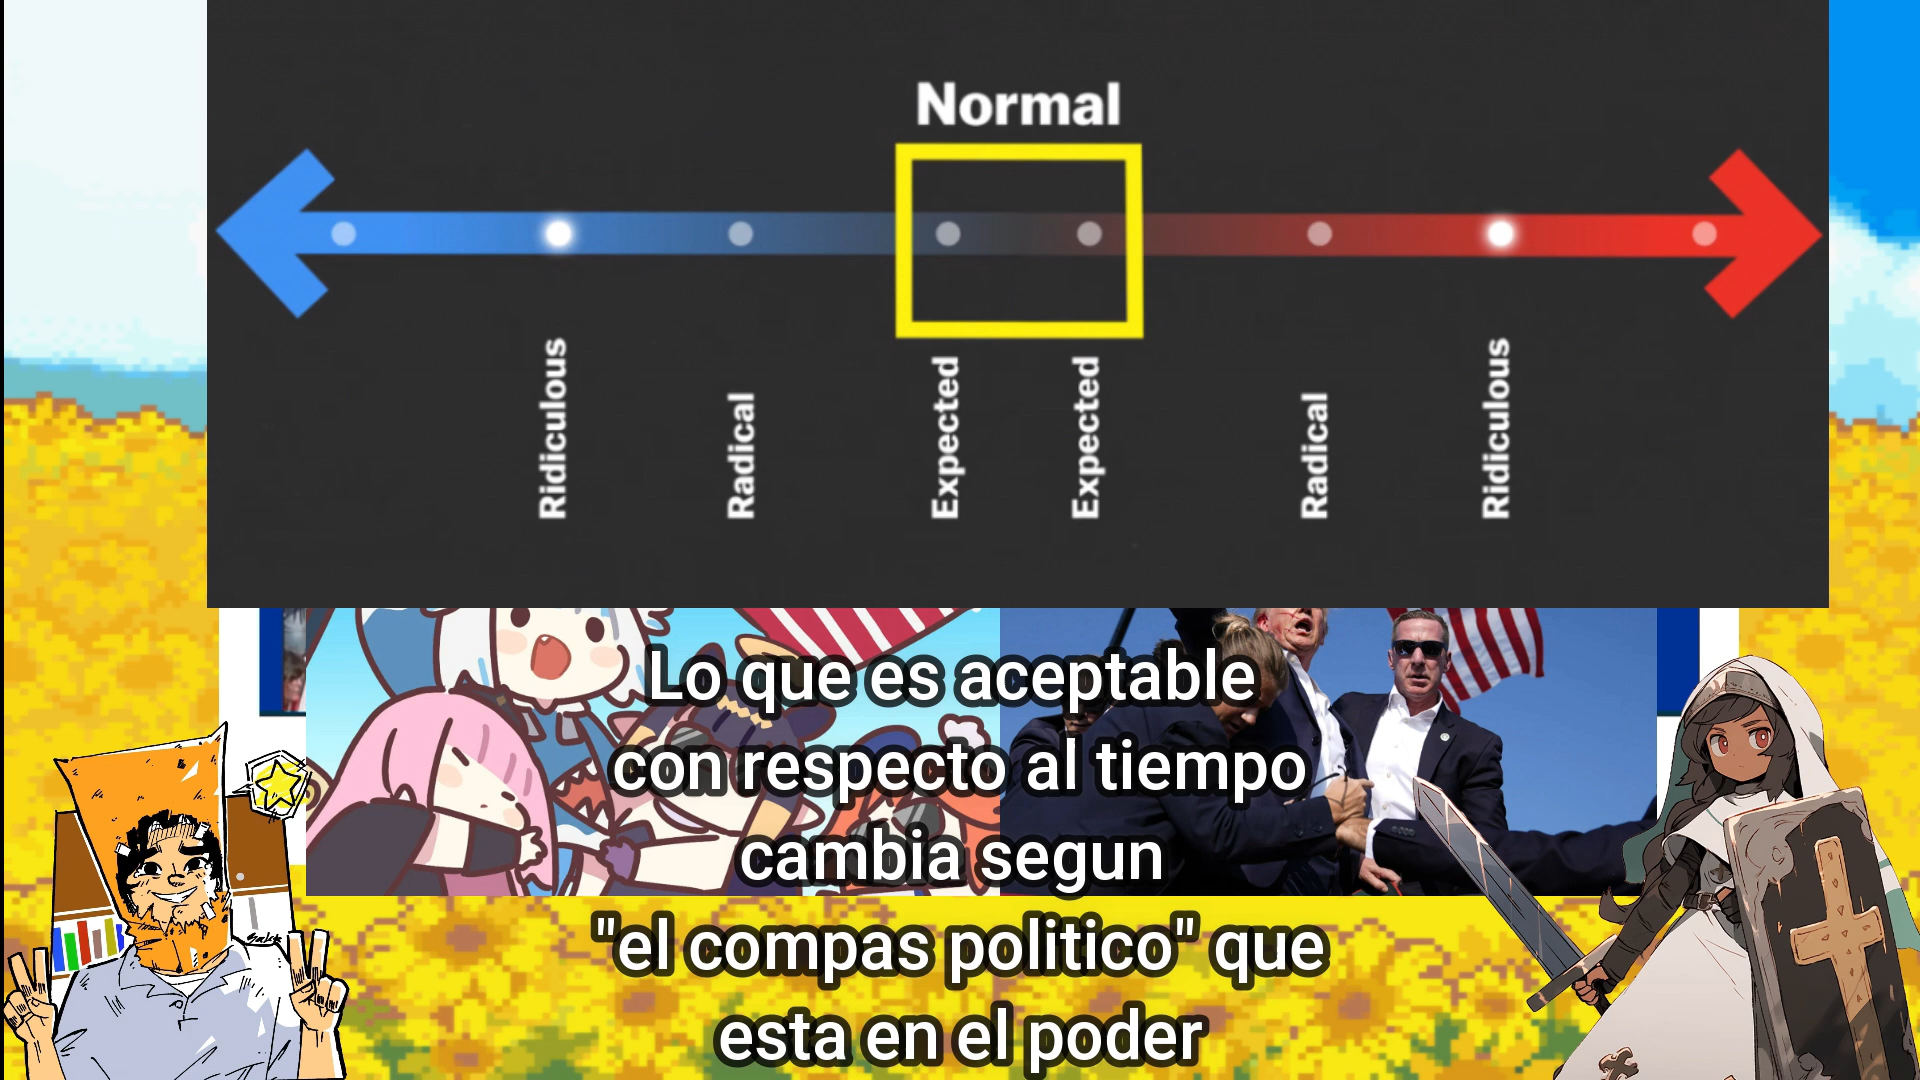 Normal
Ridiculous
Radical
Expected
Expected
Radical
Ridiculous
Lo que es aceptable
con respecto al tiempo
cambia segun
"el compas politico" que
esta en el poder